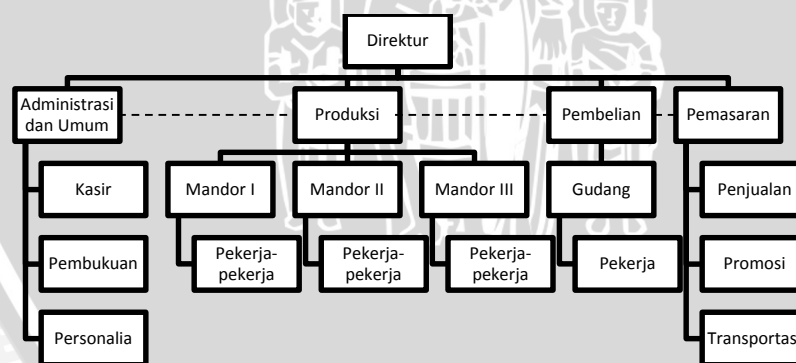 Direktur
Administrasi
dan Umum
Produksi
Pembelian
Pemasaran
Kasir
Mandor I
Mandor II
Mandor III
Gudang
Penjualan
Pembukuan
Pekerja-
pekerja
Pekerja-
pekerja
Pekerja-
pekerja
Pekerja
Promosi
Personalia
Transportas